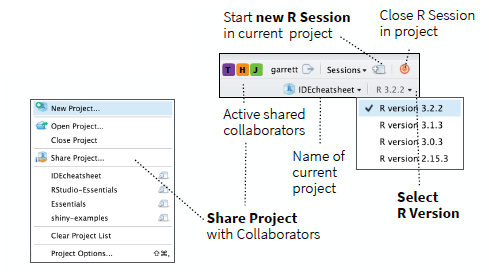 Start new R Session
in current project
Close R Session
in project
T H J garrett Sessions
IDEcheatsheet R 3.2.2
New Project...
Open Project...
Close Project
Share Project...
IDEcheatsheet
RStudio-Essentials
Essentials
shiny-examples
Clear Project List
Project Options... ⇧⌘,
Active shared
collaborators
Name of
current
project
✓ R version 3.2.2
R version 3.1.3
R version 3.0.3
R version 2.15.3
Select
R Version
Share Project
with Collaborators